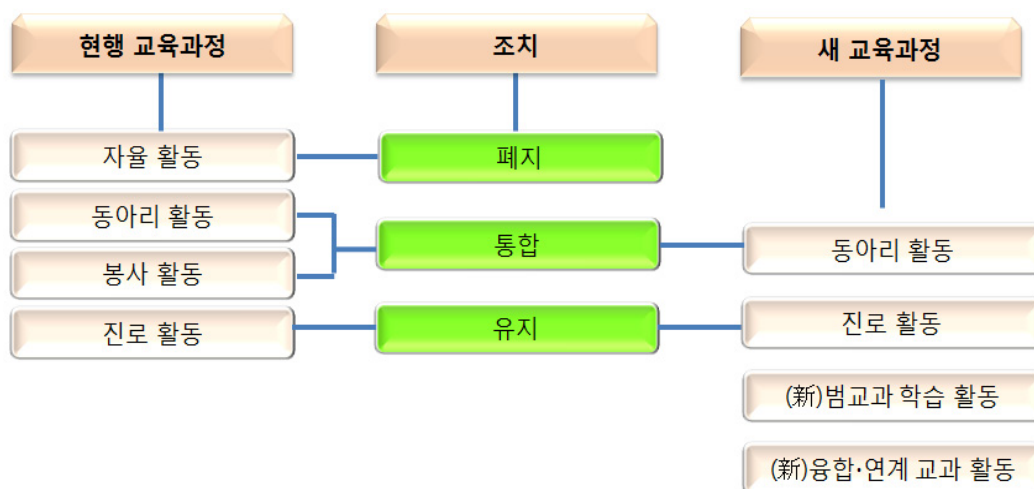 현행 교육과정
조치
새 교육과정
자율 활동
폐지
동아리 활동
봉사 활동
통합
동아리 활동
진로 활동
유지
진로 활동
(新)범교과 학습 활동
(新)융합·연계 교과 활동